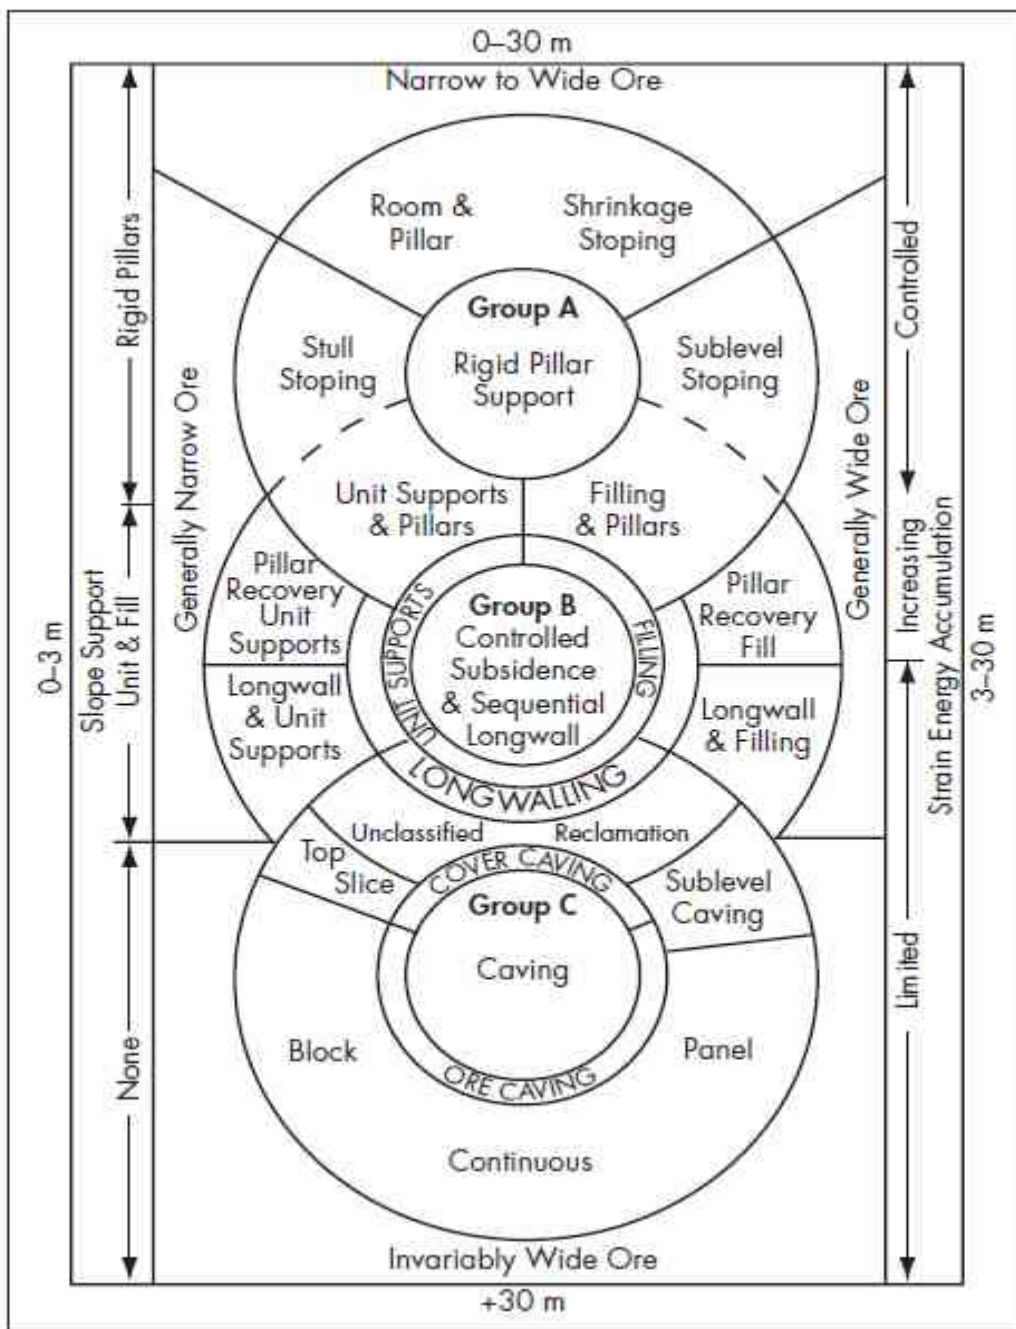 0–30 m
Narrow to Wide Ore
Room &
Pillar
Shrinkage
Stoping
Group A
Rigid Pillar
Support
Stull
Stoping
Sublevel
Stoping
Unit Supports
& Pillars
Filling
& Pillars
Pillar
Recovery
Unit
Supports
Pillar
Recovery
Fill
Group B
Controlled
Subsidence
& Sequential
Longwall
UNIT SUPPORTS
FILLING
LONGWALLING
Longwall
& Unit
Supports
Longwall
& Filling
Unclassified
Reclamation
Top
Slice
COVER CAVING
Sublevel
Caving
Group C
Caving
Block
Panel
ORE CAVING
Continuous
Invariably Wide Ore
+30 m
0–3 m
Slope Support
Rigid Pillars
Unit & Fill
None
Generally Narrow Ore
Generally Wide Ore
Controlled
Increasing
Limited
Strain Energy Accumulation
3–30 m